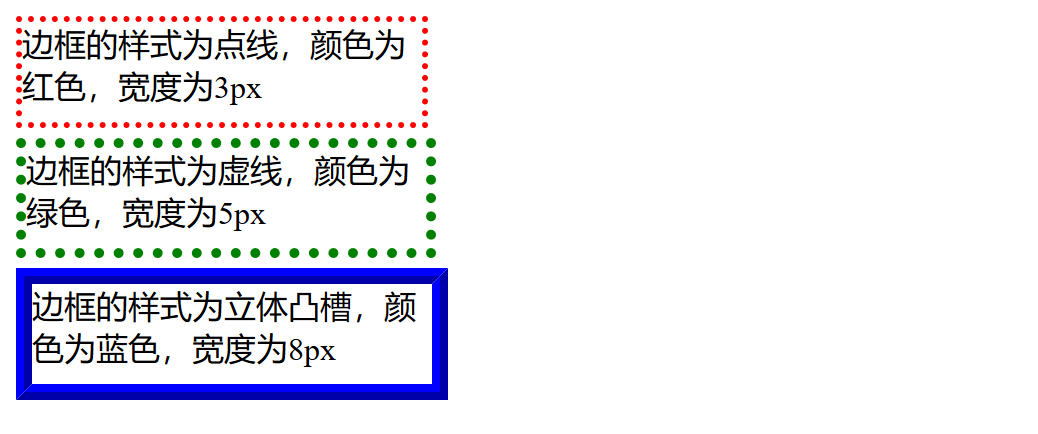 边框的样式为点线，颜色为
红色，宽度为3px
边框的样式为虚线，颜色为
绿色，宽度为5px
边框的样式为立体凸槽，颜
色为蓝色，宽度为8px